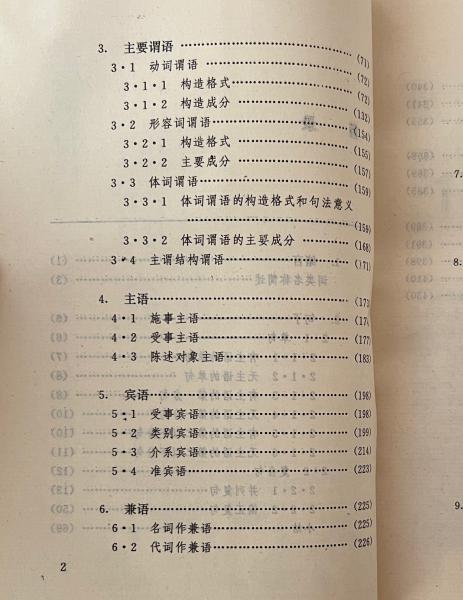 3. 主要谓语……………………(71)
3·1 动词谓语……………………(72)
3·1·1 构造格式……………………(72)
3·1·2 构造成分……………………(132)
3·2 形容词谓语……………………(154)
3·2·1 构造格式……………………(155)
3·2·2 主要成分……………………(157)
3·3 体词谓语……………………(159)
3·3·1 体词谓语的构造格式和句法意义
……………………(159)
3·3·2 体词谓语的主要成分……………(168)
3·4 主谓结构谓语……………………(171)
4. 主语……………………(173)
4·1 施事主语……………………(17
4·2 受事主语……………………(177)
4·3 陈述对象主语……………………(183)
5. 宾语……………………(198)
5·1 受事宾语……………………(198)
5·2 类别宾语……………………(199)
5·3 介系宾语……………………(214)
5·4 准宾语……………………(223)
6. 兼语……………………(225)
6·1 名词作兼语……………………(225)
6·2 代词作兼语……………………(226)
2
7.
8.
9.